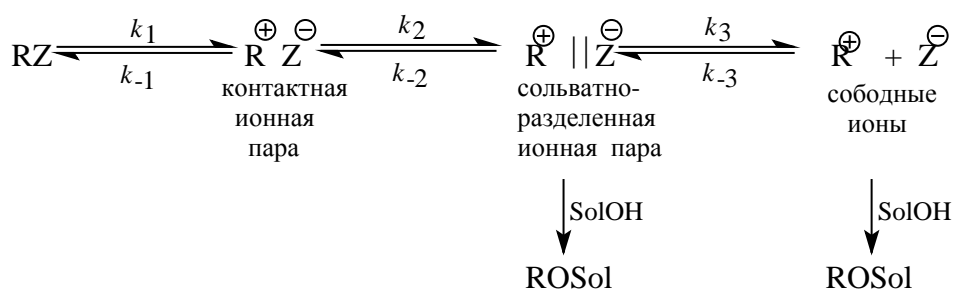 k1 k2 k3
RZ R⊕ Z⊖ R⊕ || Z⊖ R⊕ + Z⊖
k-1 k-2 k-3
контактная
ионная
пара
сольватно-
разделенная
ионная пара
сободные
ионы
SolOH SolOH
ROSol ROSol